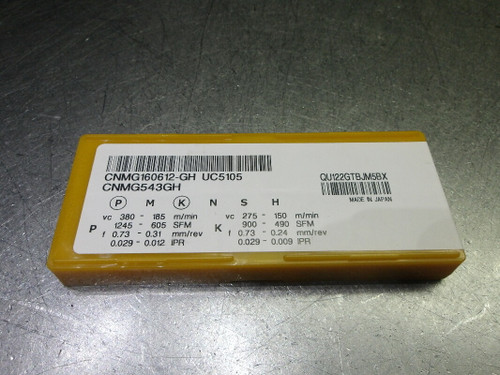 CNMG160612-GH UC5105
CNMG543GH
QU122GTBJM5BX
MADE IN JAPAN
P M K N S H
P
vc 380 - 185 m/min
1245 - 605 SFM
f 0.73 - 0.31 mm/rev
0.029 - 0.012 IPR
K
vc 275 - 150 m/min
900 - 490 SFM
f 0.73 - 0.24 mm/rev
0.029 - 0.009 IPR